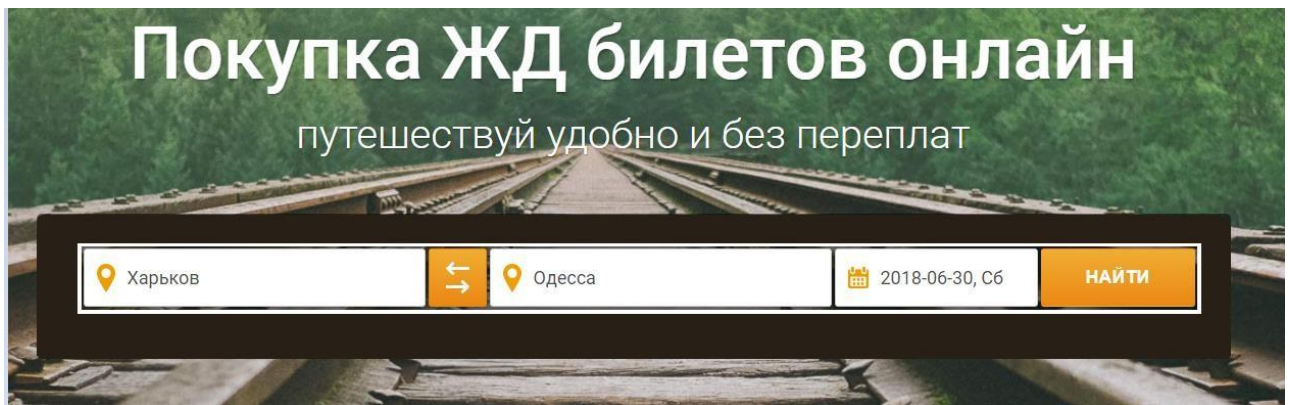 Покупка ЖД билетов онлайн
путешествуй удобно и без переплат
Харьков Одесса 2018-06-30, Сб НАЙТИ